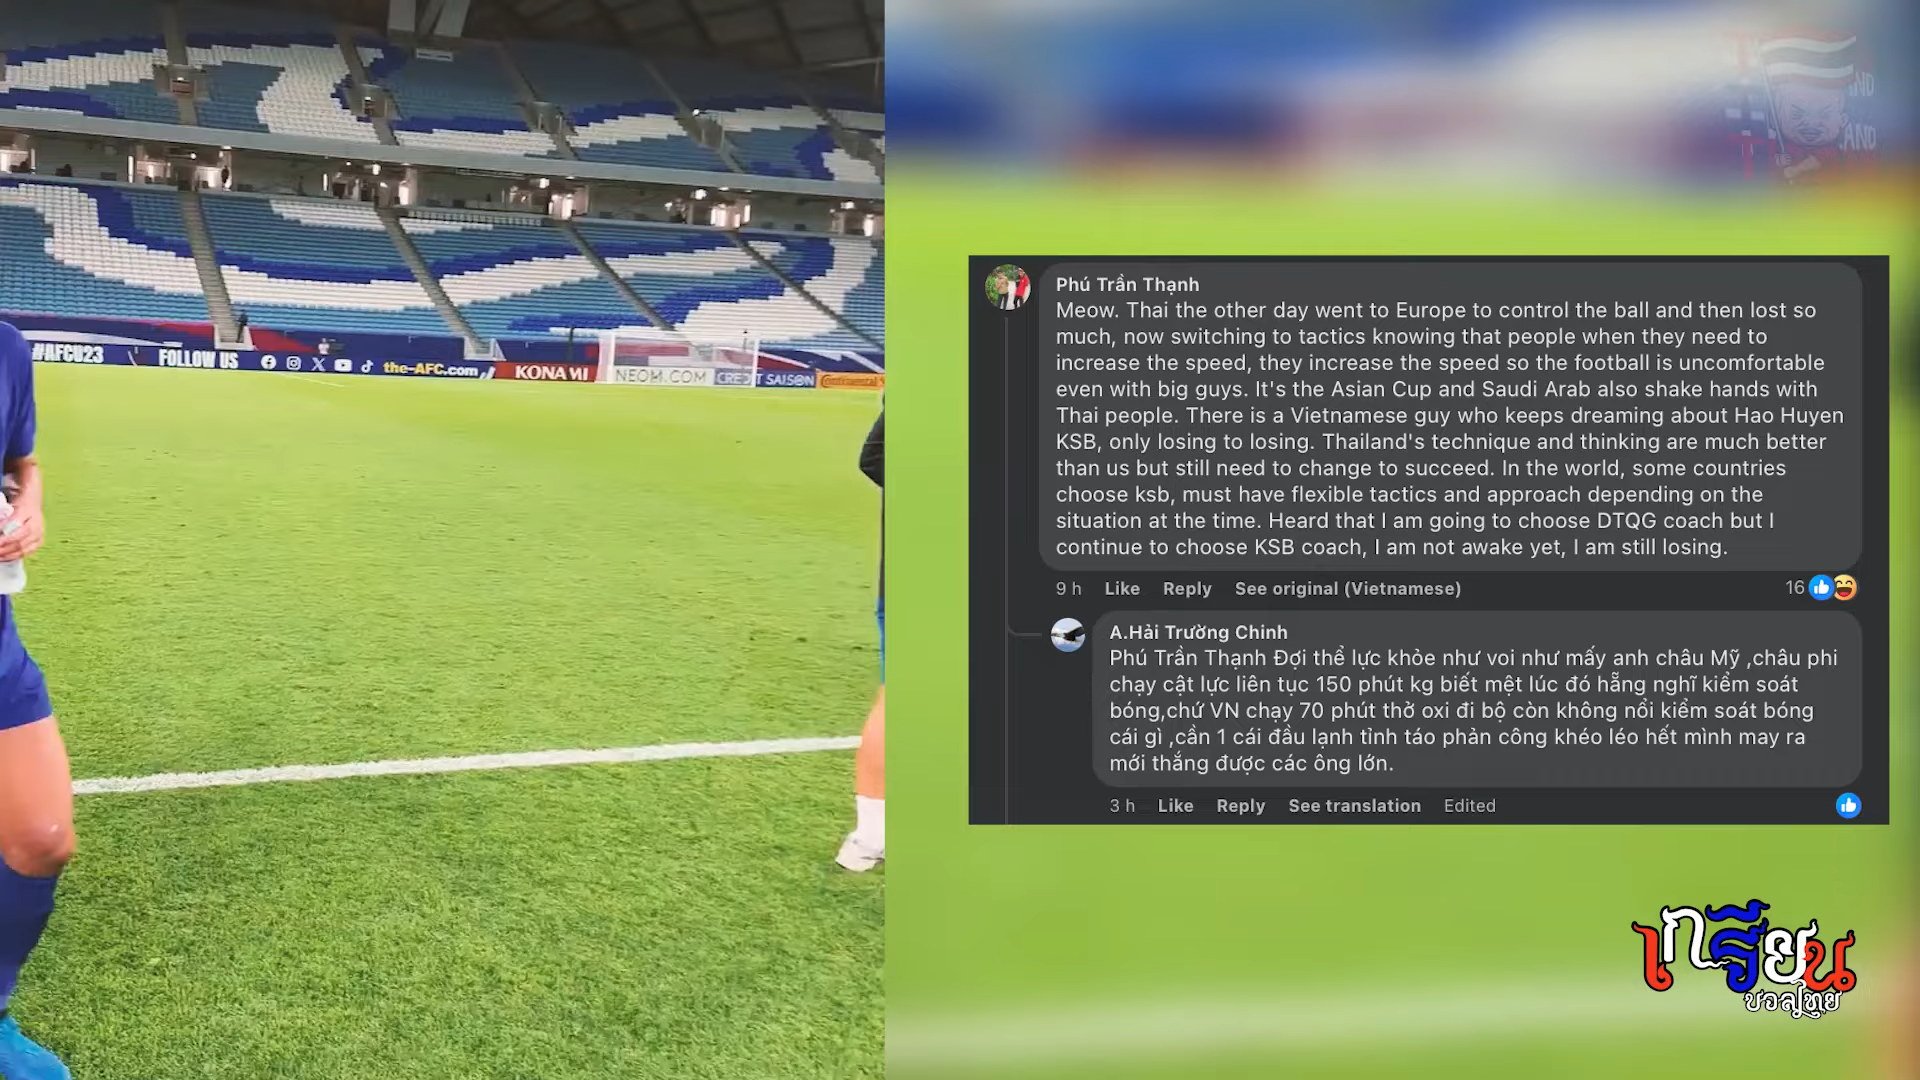 #AFCU23
FOLLOW US
the-AFC.com
KONAMI
NEOM.COM
CREDIT SAISON
Continental
Phú Trần Thạnh
Meow. Thai the other day went to Europe to control the ball and then lost so
much, now switching to tactics knowing that people when they need to
increase the speed, they increase the speed so the football is uncomfortable
even with big guys. It's the Asian Cup and Saudi Arab also shake hands with
Thai people. There is a Vietnamese guy who keeps dreaming about Hao Huyen
KSB, only losing to losing. Thailand's technique and thinking are much better
than us but still need to change to succeed. In the world, some countries
choose ksb, must have flexible tactics and approach depending on the
situation at the time. Heard that I am going to choose DTQG coach but I
continue to choose KSB coach, I am not awake yet, I am still losing.
9 h Like Reply See original (Vietnamese) 16
A.Hải Trường Chinh
Phú Trần Thạnh Đợi thể lực khỏe như voi như mấy anh châu Mỹ ,châu phi
chạy cật lực liên tục 150 phút kg biết mệt lúc đó hẵng nghĩ kiểm soát
bóng,chứ VN chạy 70 phút thở oxi đi bộ còn không nổi kiểm soát bóng
cái gì ,cần 1 cái đầu lạnh tỉnh táo phản công khéo léo hết mình may ra
mới thắng được các ông lớn.
3 h Like Reply See translation Edited
เกรียน
บอลไทย